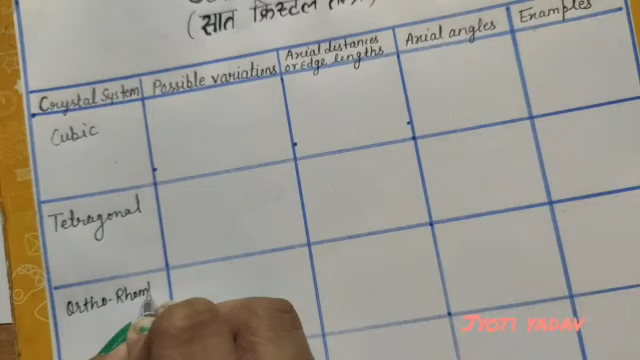 (सात क्रिस्टल
Crystal System
Possible variations
Axial distances
or Edge lengths
Axial angles
Examples
Cubic
Tetragonal
Ortho-Rhom
JYOTI YADAV